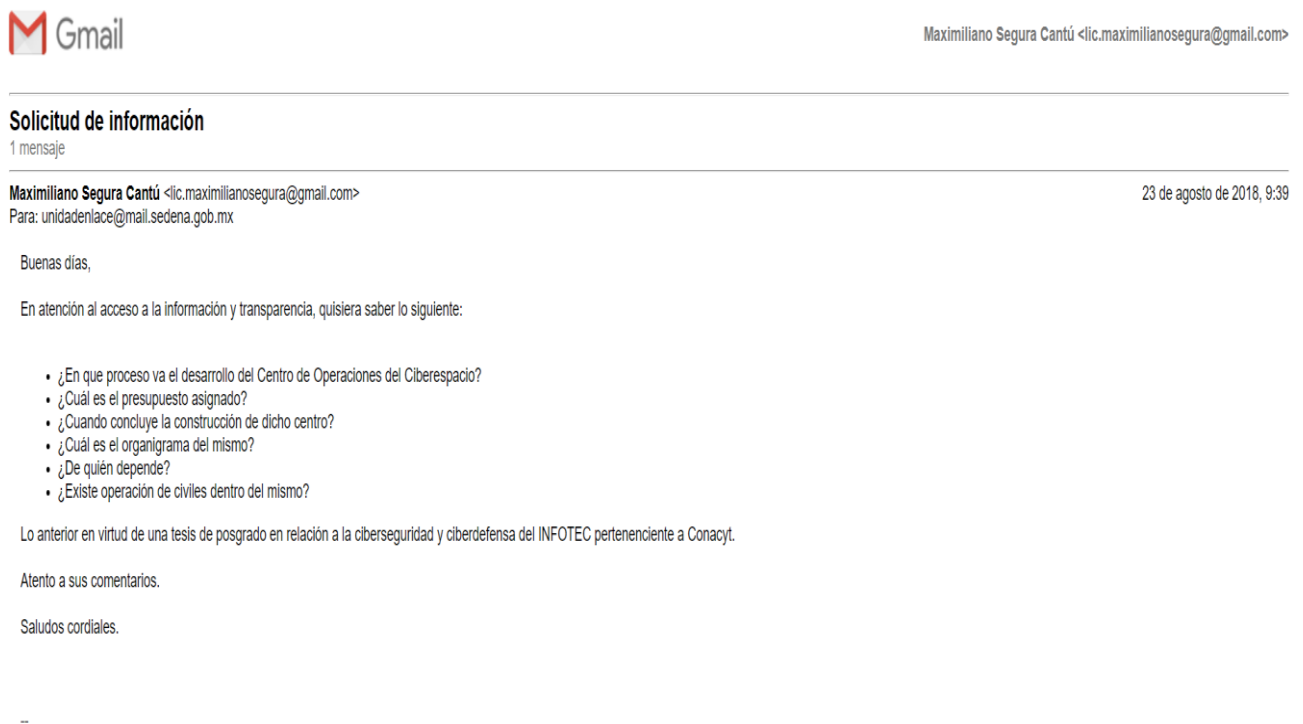 Gmail
Maximiliano Segura Cantú <lic.maximilianosegura@gmail.com>
Solicitud de información
1 mensaje
Maximiliano Segura Cantú <lic.maximilianosegura@gmail.com>
23 de agosto de 2018, 9:39
Para: unidadenlace@mail.sedena.gob.mx
Buenas días,
En atención al acceso a la información y transparencia, quisiera saber lo siguiente:
• ¿En que proceso va el desarrollo del Centro de Operaciones del Ciberespacio?
• ¿Cuál es el presupuesto asignado?
• ¿Cuando concluye la construcción de dicho centro?
• ¿Cuál es el organigrama del mismo?
• ¿De quién depende?
• ¿Existe operación de civiles dentro del mismo?
Lo anterior en virtud de una tesis de posgrado en relación a la ciberseguridad y ciberdefensa del INFOTEC pertenenciente a Conacyt.
Atento a sus comentarios.
Saludos cordiales.
--